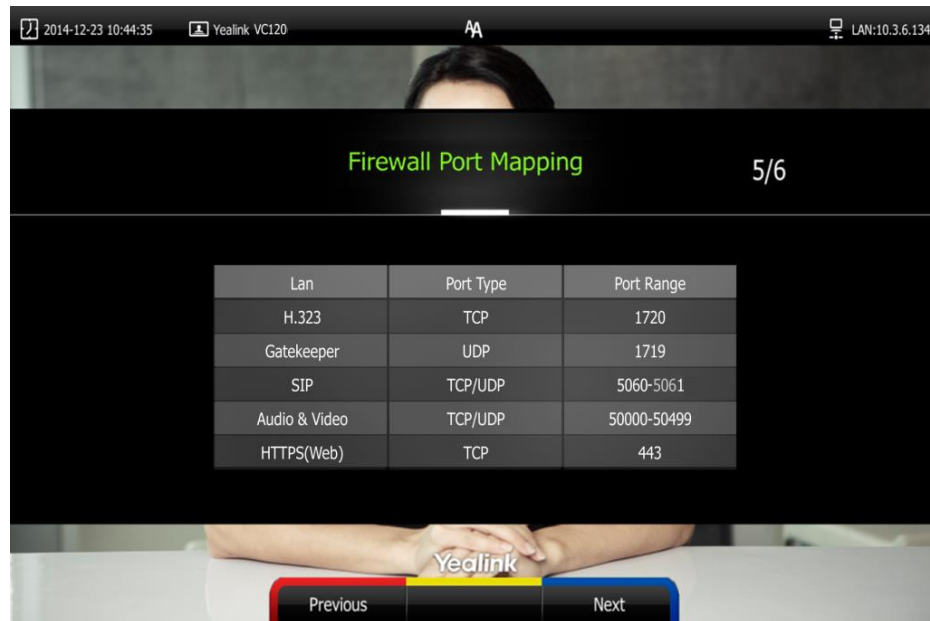 2014-12-23 10:44:35 Yealink VC120 LAN:10.3.6.134
Firewall Port Mapping 5/6
Lan Port Type Port Range
H.323 TCP 1720
Gatekeeper UDP 1719
SIP TCP/UDP 5060-5061
Audio & Video TCP/UDP 50000-50499
HTTPS(Web) TCP 443
Yealink
Previous Next